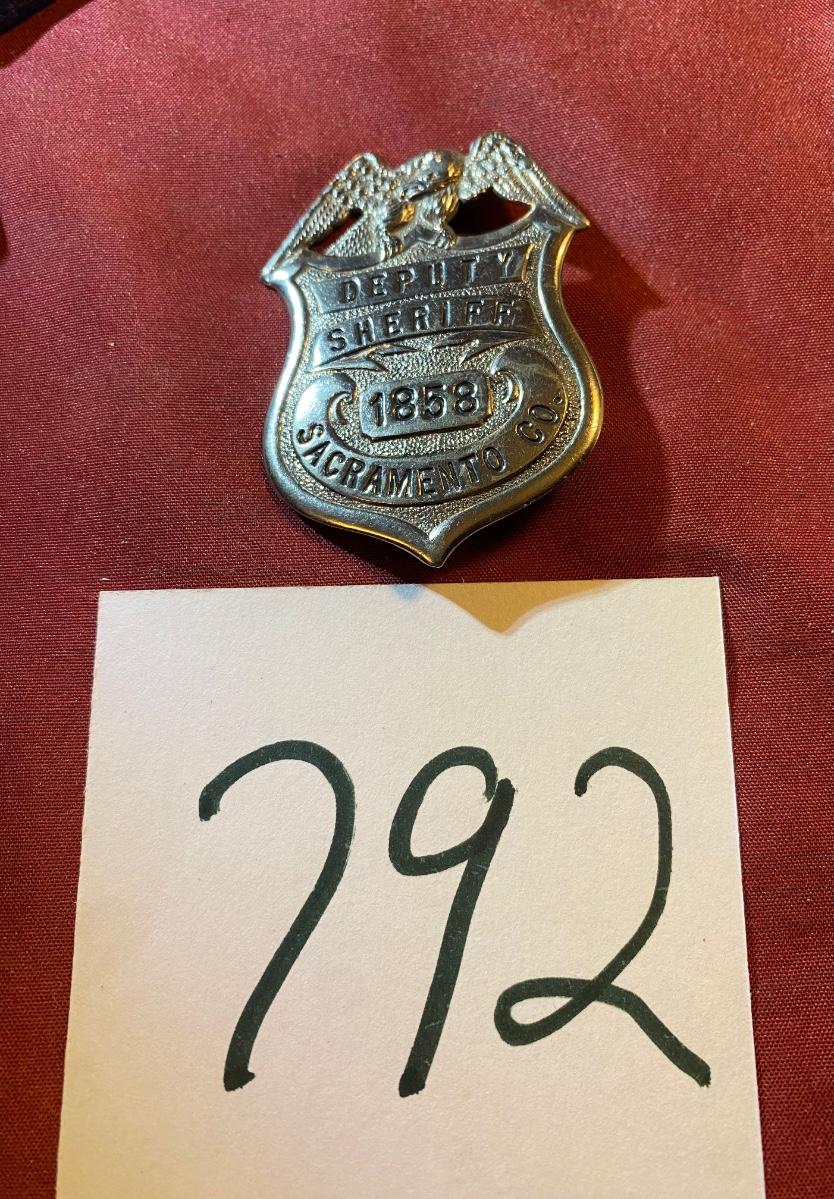 DEPUTY
SHERIFF
1858
SACRAMENTO CO.
792